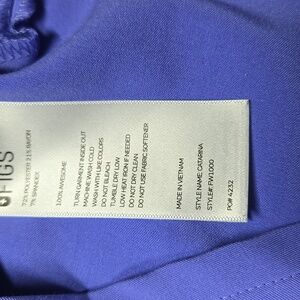 FIGS
72% POLYESTER 21% RAYON
7% SPANDEX
100% AWESOME
TURN GARMENT INSIDE OUT
MACHINE WASH COLD
WASH WITH LIKE COLORS
DO NOT BLEACH
TUMBLE DRY LOW
LOW HEAT IRON IF NEEDED
DO NOT DRY CLEAN
DO NOT USE FABRIC SOFTENER
MADE IN VIETNAM
STYLE NAME: CATARINA
STYLE#: FW1000
PO# 4232